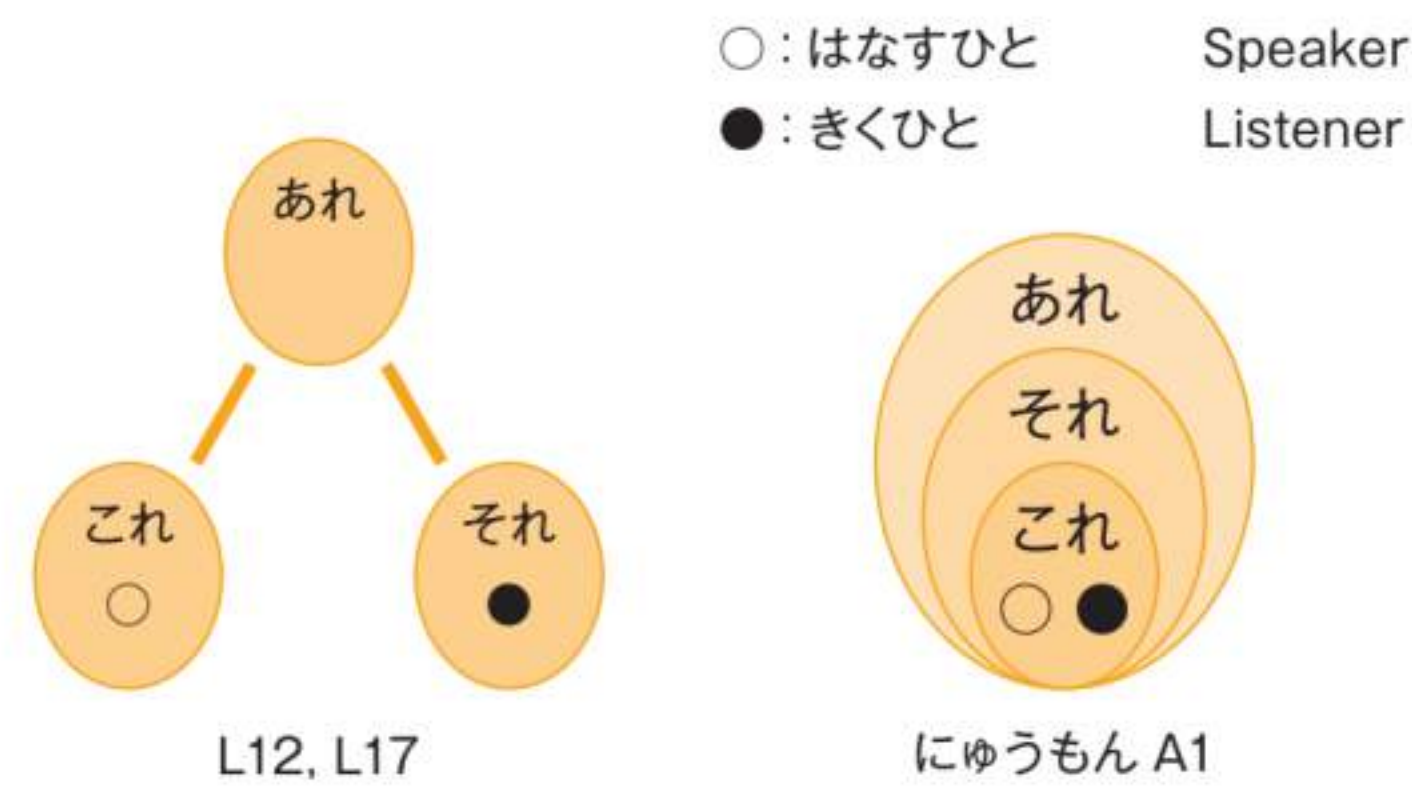 ○：はなすひと Speaker
●：きくひと Listener
あれ
これ
それ
L12, L17
あれ
それ
これ
にゅうもん A1